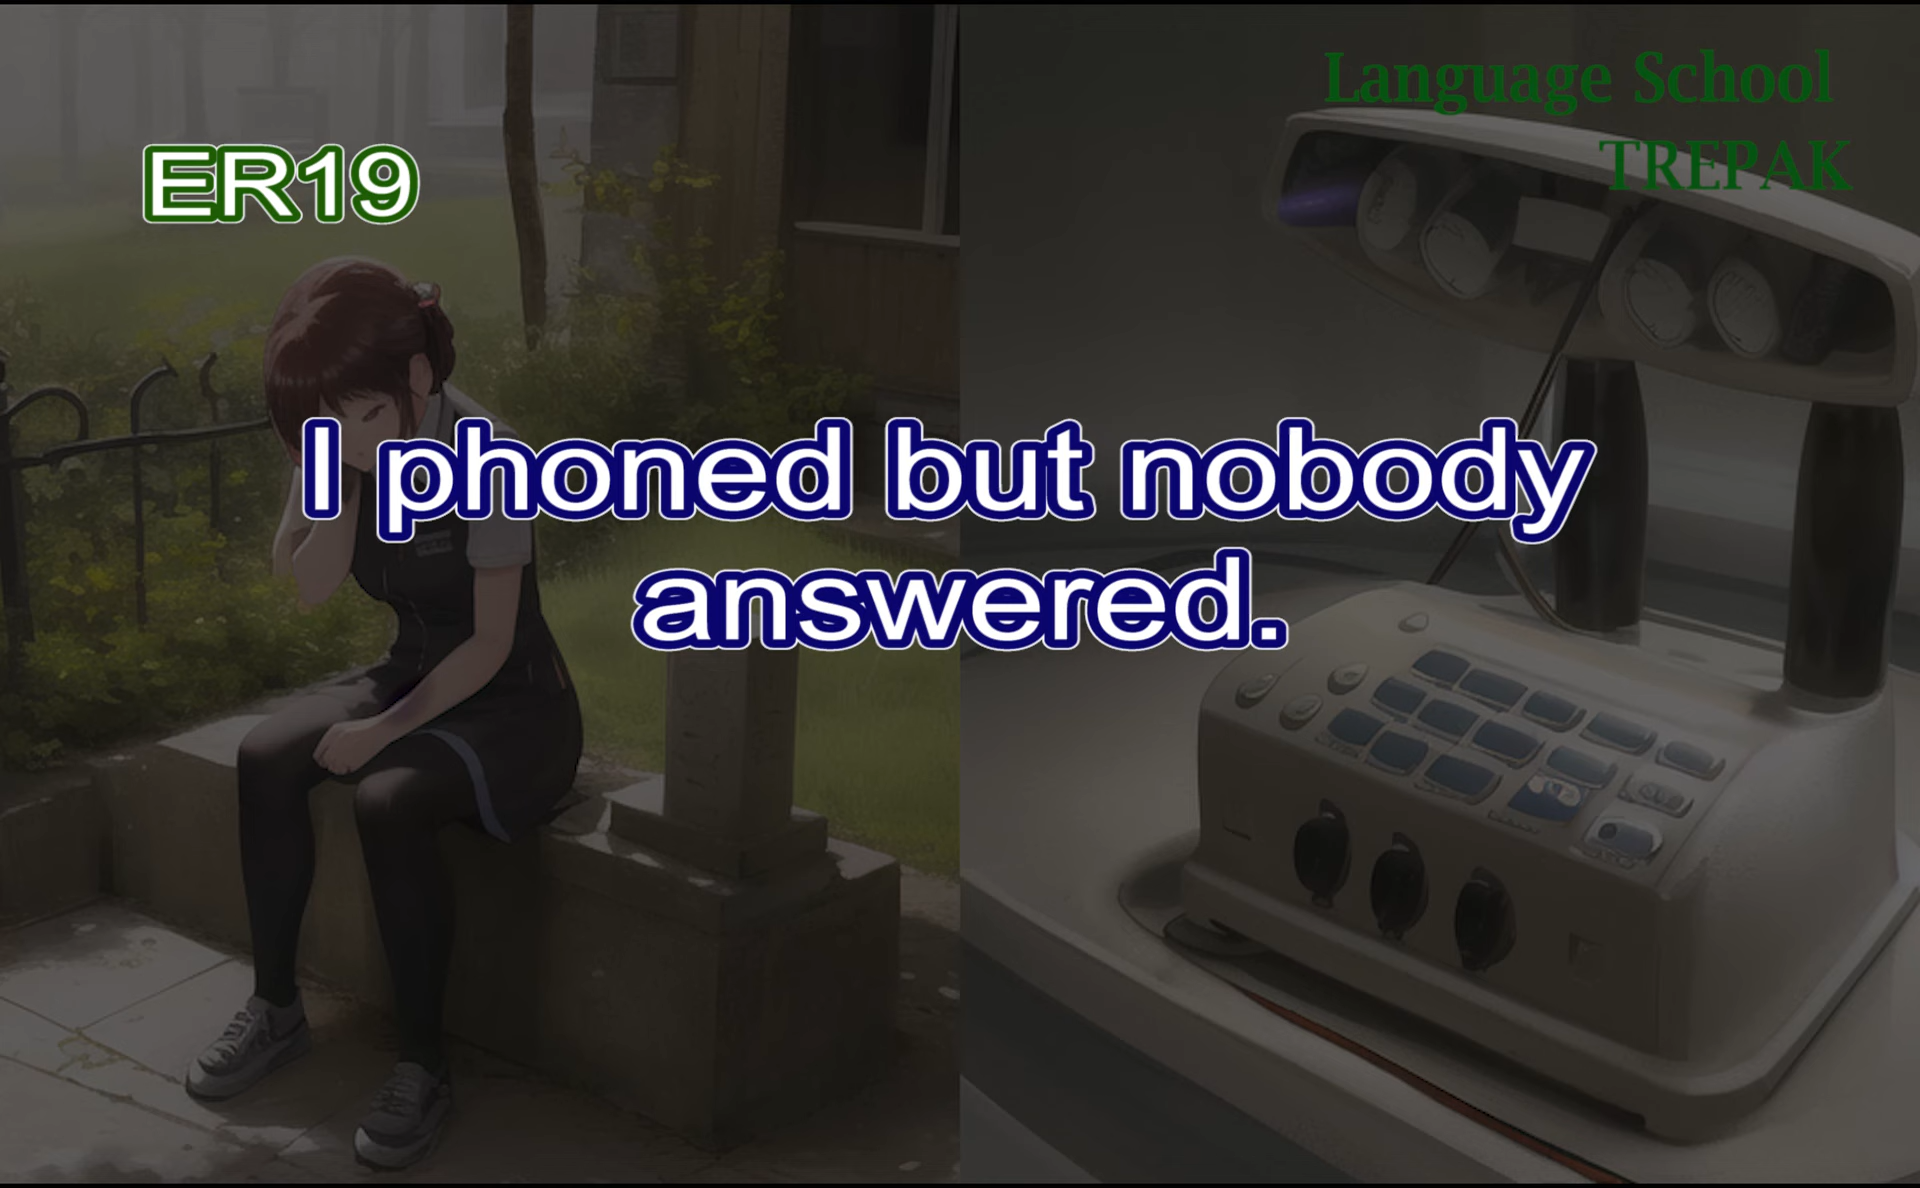 Language School
TREPAK
ER19
I phoned but nobody
answered.